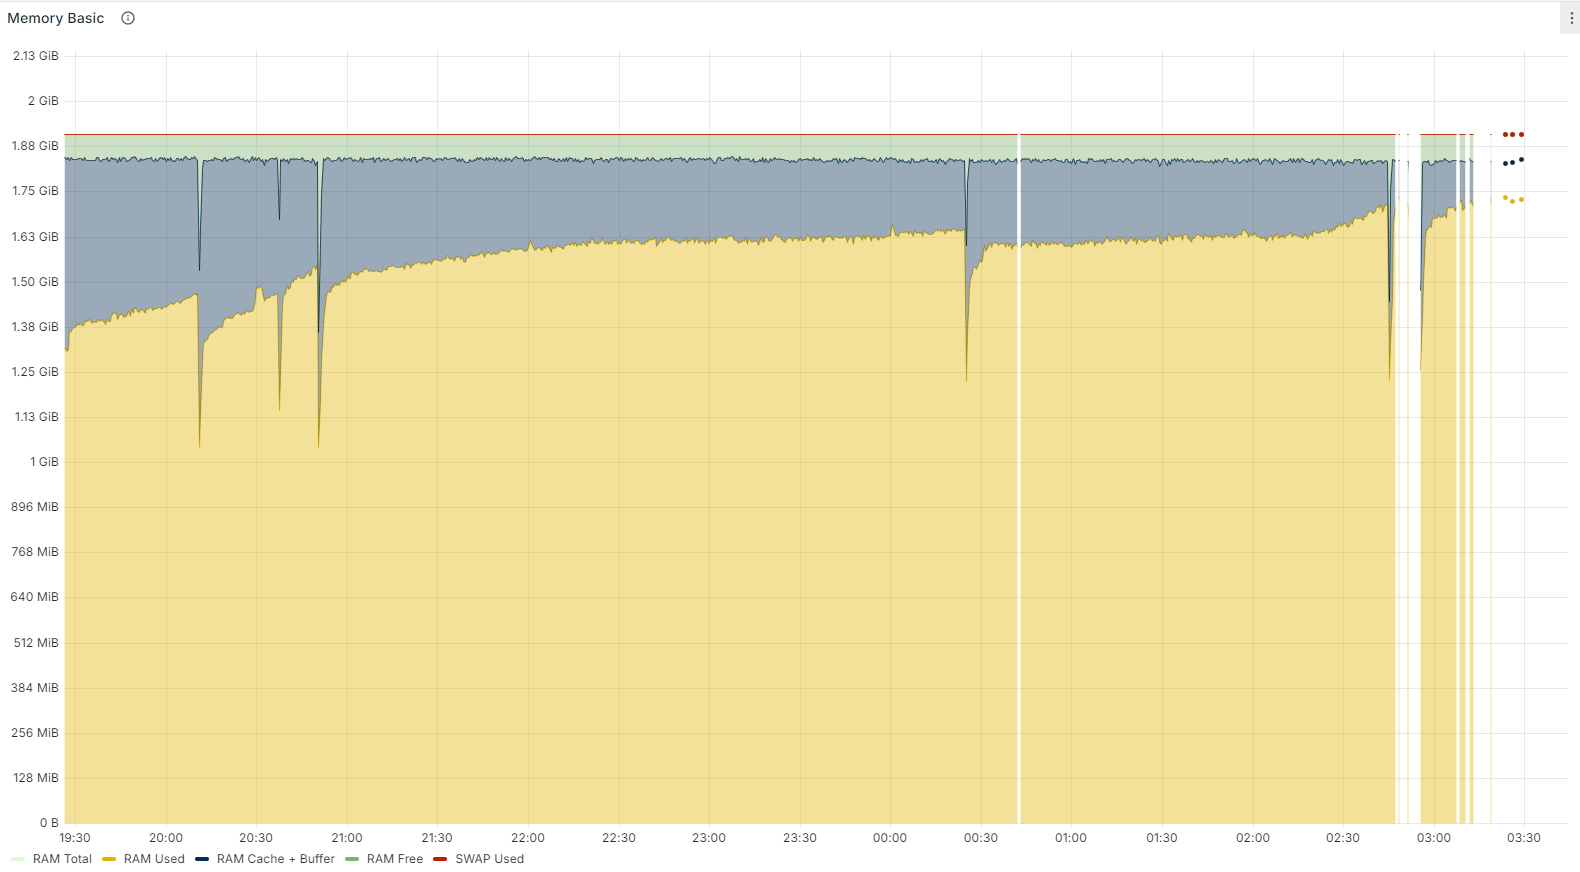 Memory Basic
2.13 GiB
2 GiB
1.88 GiB
1.75 GiB
1.63 GiB
1.50 GiB
1.38 GiB
1.25 GiB
1.13 GiB
1 GiB
896 MiB
768 MiB
640 MiB
512 MiB
384 MiB
256 MiB
128 MiB
0 B
19:30 20:00 20:30 21:00 21:30 22:00 22:30 23:00 23:30 00:00 00:30 01:00 01:30 02:00 02:30 03:00 03:30
RAM Total RAM Used RAM Cache + Buffer RAM Free SWAP Used